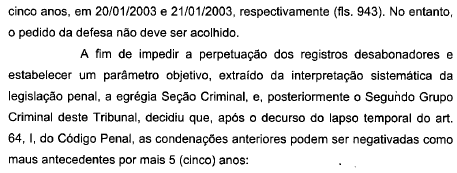 cinco anos, em 20/01/2003 e 21/01/2003, respectivamente (fls. 943). No entanto,
o pedido da defesa não deve ser acolhido.
A fim de impedir a perpetuação dos registros desabonadores e
estabelecer um parâmetro objetivo, extraído da interpretação sistemática da
legislação penal, a egrégia Seção Criminal, e, posteriormente o Segundo Grupo
Criminal deste Tribunal, decidiu que, após o decurso do lapso temporal do art.
64, I, do Código Penal, as condenações anteriores podem ser negativadas como
maus antecedentes por mais 5 (cinco) anos: